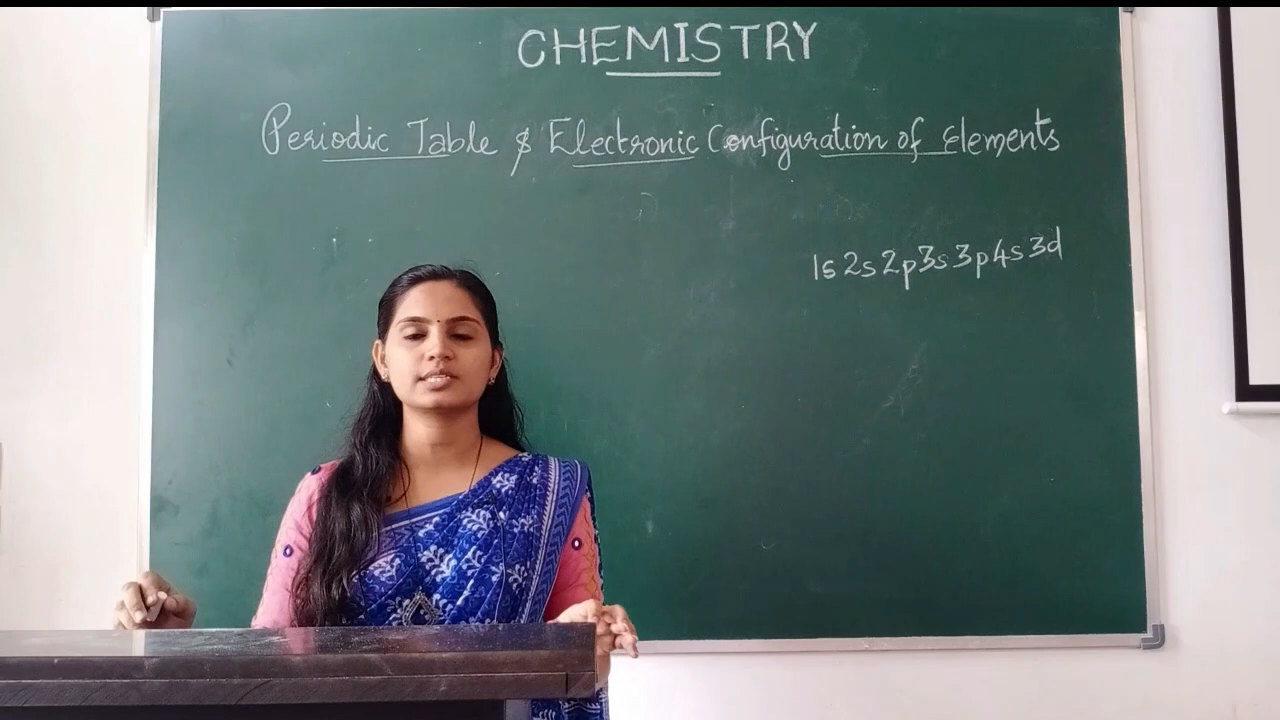 CHEMISTRY
Periodic Table & Electronic Configuration of Elements
1s 2s 2p 3s 3p 4s 3d